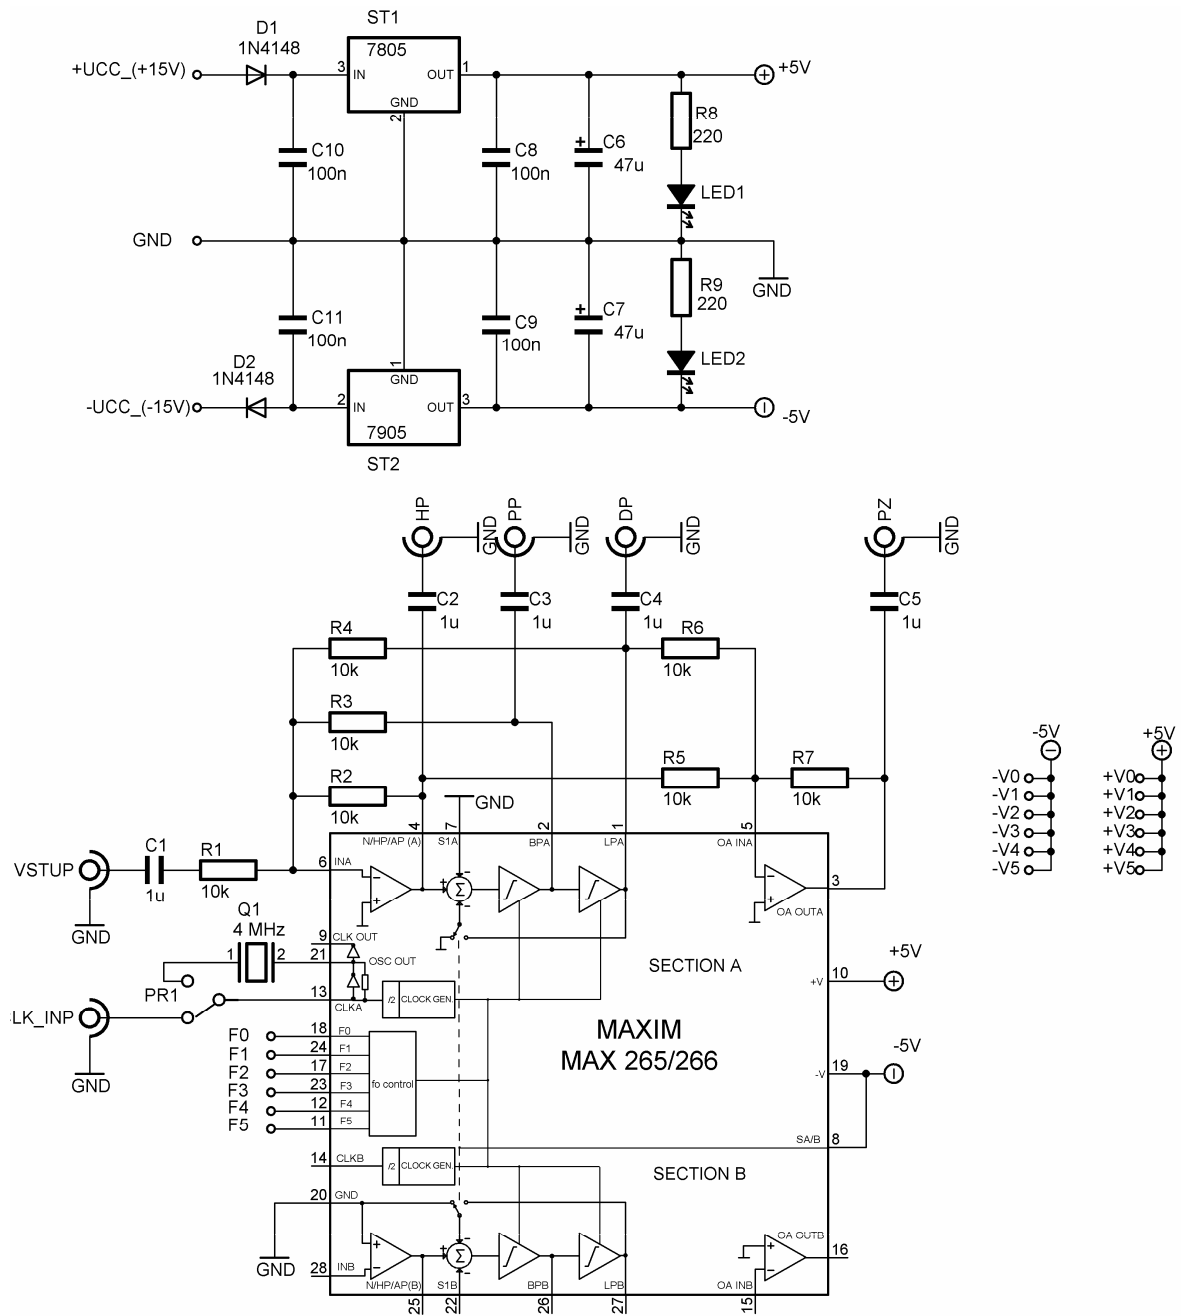 ST1
D1
1N4148
7805
+UCC_(+15V)
3 IN OUT 1
+5V
GND
2
R8
220
C10
100n
C8
100n
+ C6
47u
LED1
GND
R9
220
GND
C11
100n
C9
100n
+ C7
47u
D2
1N4148
1
GND
LED2
-UCC_(-15V)
2 IN OUT 3
-5V
7905
ST2
HP GND PP GND DP GND PZ GND
C2
1u
C3
1u
C4
1u
C5
1u
R4
10k
R6
10k
R3
10k
R5
10k
R7
10k
R2
10k
GND
-5V
+5V
-V0
-V1
-V2
-V3
-V4
-V5
+V0
+V1
+V2
+V3
+V4
+V5
4 7 2 1 5
N/HP/AP (A) S1A BPA LPA OA INA
VSTUP
C1
1u
R1
10k
6 INA
GND
Σ
3
OA OUTA
Q1
4 MHz
9 CLK OUT
1 2
21 OSC OUT
PR1
13
CLKA
/2 CLOCK GEN.
SECTION A
+5V
+V 10
LK_INP
GND
MAXIM
MAX 265/266
F0 18 F0
F1 24 F1
F2 17 F2
F3 23 F3
F4 12 F4
F5 11 F5
fo control
-5V
-V 19
SA/B 8
14 CLKB
/2 CLOCK GEN.
SECTION B
20 GND
GND
Σ
28 INB
OA OUTB
16
N/HP/AP(B) S1B BPB LPB OA INB
25 22 26 27 15